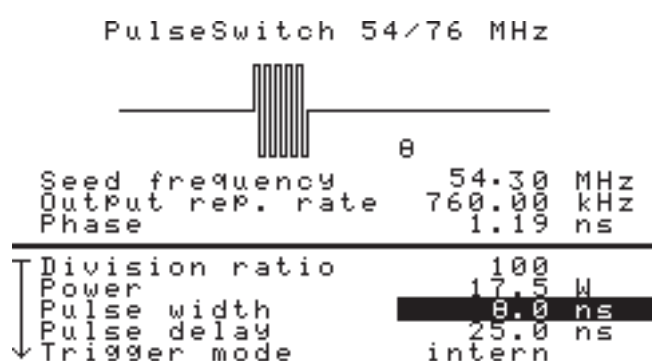 PulseSwitch 54/76 MHz
θ
Seed frequency 54.30 MHz
Output rep. rate 760.00 kHz
Phase 1.19 ns
Division ratio 100
Power 17.5 W
Pulse width 8.0 ns
Pulse delay 25.0 ns
Trigger mode intern